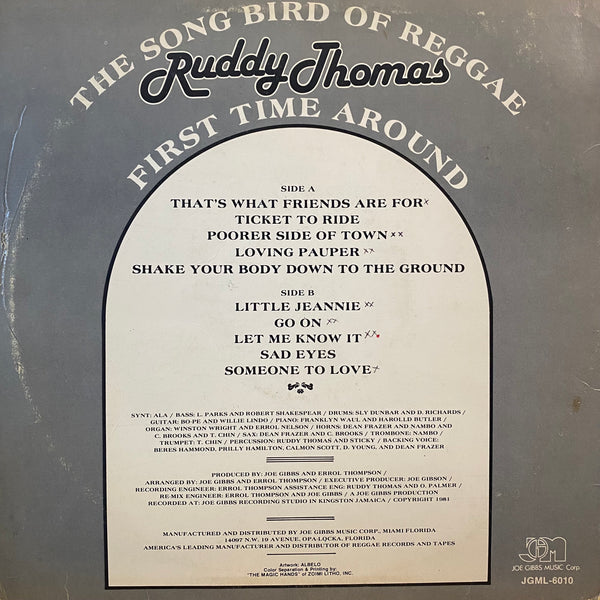 THE SONG BIRD OF REGGAE
Ruddy Thomas
FIRST TIME AROUND
SIDE A
THAT'S WHAT FRIENDS ARE FOR x
TICKET TO RIDE
POORER SIDE OF TOWN xx
LOVING PAUPER xx
SHAKE YOUR BODY DOWN TO THE GROUND
SIDE B
LITTLE JEANNIE xx
GO ON xx
LET ME KNOW IT xx
SAD EYES
SOMEONE TO LOVE x
SYNT: ALA / BASS: L. PARKS AND ROBERT SHAKESPEAR / DRUMS: SLY DUNBAR AND D. RICHARDS /
GUITAR: BO-PE AND WILLIE LINDO / PIANO: FRANKLYN WAUL AND HAROLLD BUTLER /
ORGAN: WINSTON WRIGHT AND ERROL NELSON / HORNS: DEAN FRAZER AND NAMBO AND
C. BROOKS AND T. CHIN / SAX: DEAN FRAZER AND C. BROOKS / TROMBONE: NAMBO /
TRUMPET: T. CHIN / PERCUSSION: RUDDY THOMAS AND STICKY / BACKING VOICE:
BERES HAMMOND, PRILLY HAMILTON, CALMON SCOTT, D. YOUNG, AND DEAN FRAZER
PRODUCED BY: JOE GIBBS AND ERROL THOMPSON /
ARRANGED BY: JOE GIBBS AND ERROL THOMPSON / EXECUTIVE PRODUCER: JOE GIBSON /
RECORDING ENGINEER: ERROL THOMPSON ASSISTANCE ENG: RUDDY THOMAS AND O. PALMER /
RE-MIX ENGINEER: ERROL THOMPSON AND JOE GIBBS / A JOE GIBBS PRODUCTION
RECORDED AT: JOE GIBBS RECORDING STUDIO IN KINGSTON JAMAICA / COPYRIGHT 1981
MANUFACTURED AND DISTRIBUTED BY JOE GIBBS MUSIC CORP., MIAMI FLORIDA
14097 N.W. 19 AVENUE, OPA-LOCKA, FLORIDA
AMERICA'S LEADING MANUFACTURER AND DISTRIBUTOR OF REGGAE RECORDS AND TAPES
Artwork: ALBELO
Color Separation & Printing by:
"THE MAGIC HANDS" of ZOIMI LITHO, INC.
JGM
JOE GIBBS MUSIC Corp.
JGML-6010